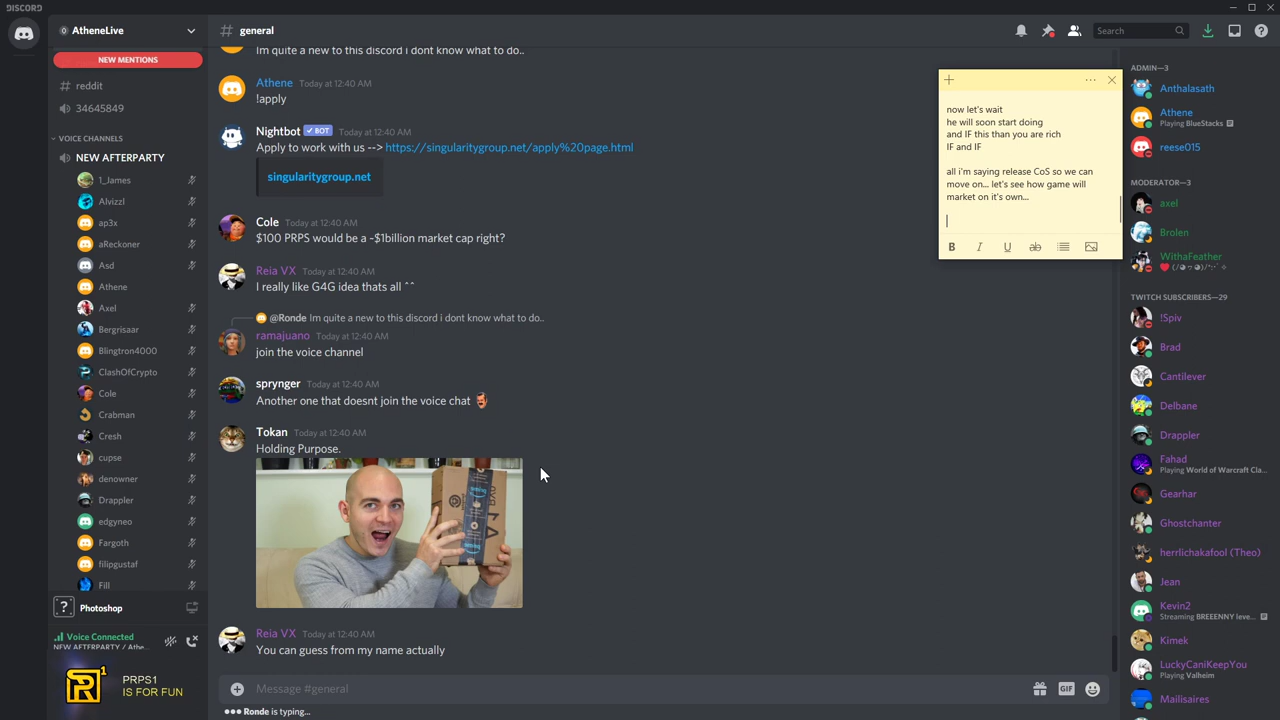 DISCORD
0 AtheneLive
NEW MENTIONS
# reddit
34645849
VOICE CHANNELS
NEW AFTERPARTY
1_James
Alvizzl
ap3x
aReckoner
Asd
Athene
Axel
Bergrisaar
Blingtron4000
ClashOfCrypto
Cole
Crabman
Cresh
cupse
denowner
Drappler
edgyneo
Fargoth
filipgustaf
Fill
? Photoshop
Voice Connected
NEW AFTERPARTY / Athe...
PRPS1
IS FOR FUN
# general
Search
Im quite a new to this discord i dont know what to do..
Athene Today at 12:40 AM
!apply
Nightbot ✓ BOT Today at 12:40 AM
Apply to work with us --> https://singularitygroup.net/apply%20page.html
singularitygroup.net
Cole Today at 12:40 AM
$100 PRPS would be a ~$1billion market cap right?
Reia VX Today at 12:40 AM
I really like G4G idea thats all ^^
@Ronde Im quite a new to this discord i dont know what to do..
ramajuano Today at 12:40 AM
join the voice channel
sprynger Today at 12:40 AM
Another one that doesnt join the voice chat
Tokan Today at 12:40 AM
Holding Purpose.
Reia VX Today at 12:40 AM
You can guess from my name actually
Message #general
GIF
Ronde is typing...
now let's wait
he will soon start doing
and IF this than you are rich
IF and IF
all i'm saying release CoS so we can
move on... let's see how game will
market on it's own...
B I U ab
ADMIN—3
Anthalasath
Athene
Playing BlueStacks
reese015
MODERATOR—3
axel
Brolen
WithaFeather
TWITCH SUBSCRIBERS—29
!Spiv
Brad
Cantilever
Delbane
Drappler
Fahad
Playing World of Warcraft Cla...
Gearhar
Ghostchanter
herrlichakafool (Theo)
Jean
Kevin2
Streaming BREEENNY leve...
Kimek
LuckyCaniKeepYou
Playing Valheim
Mailisaires